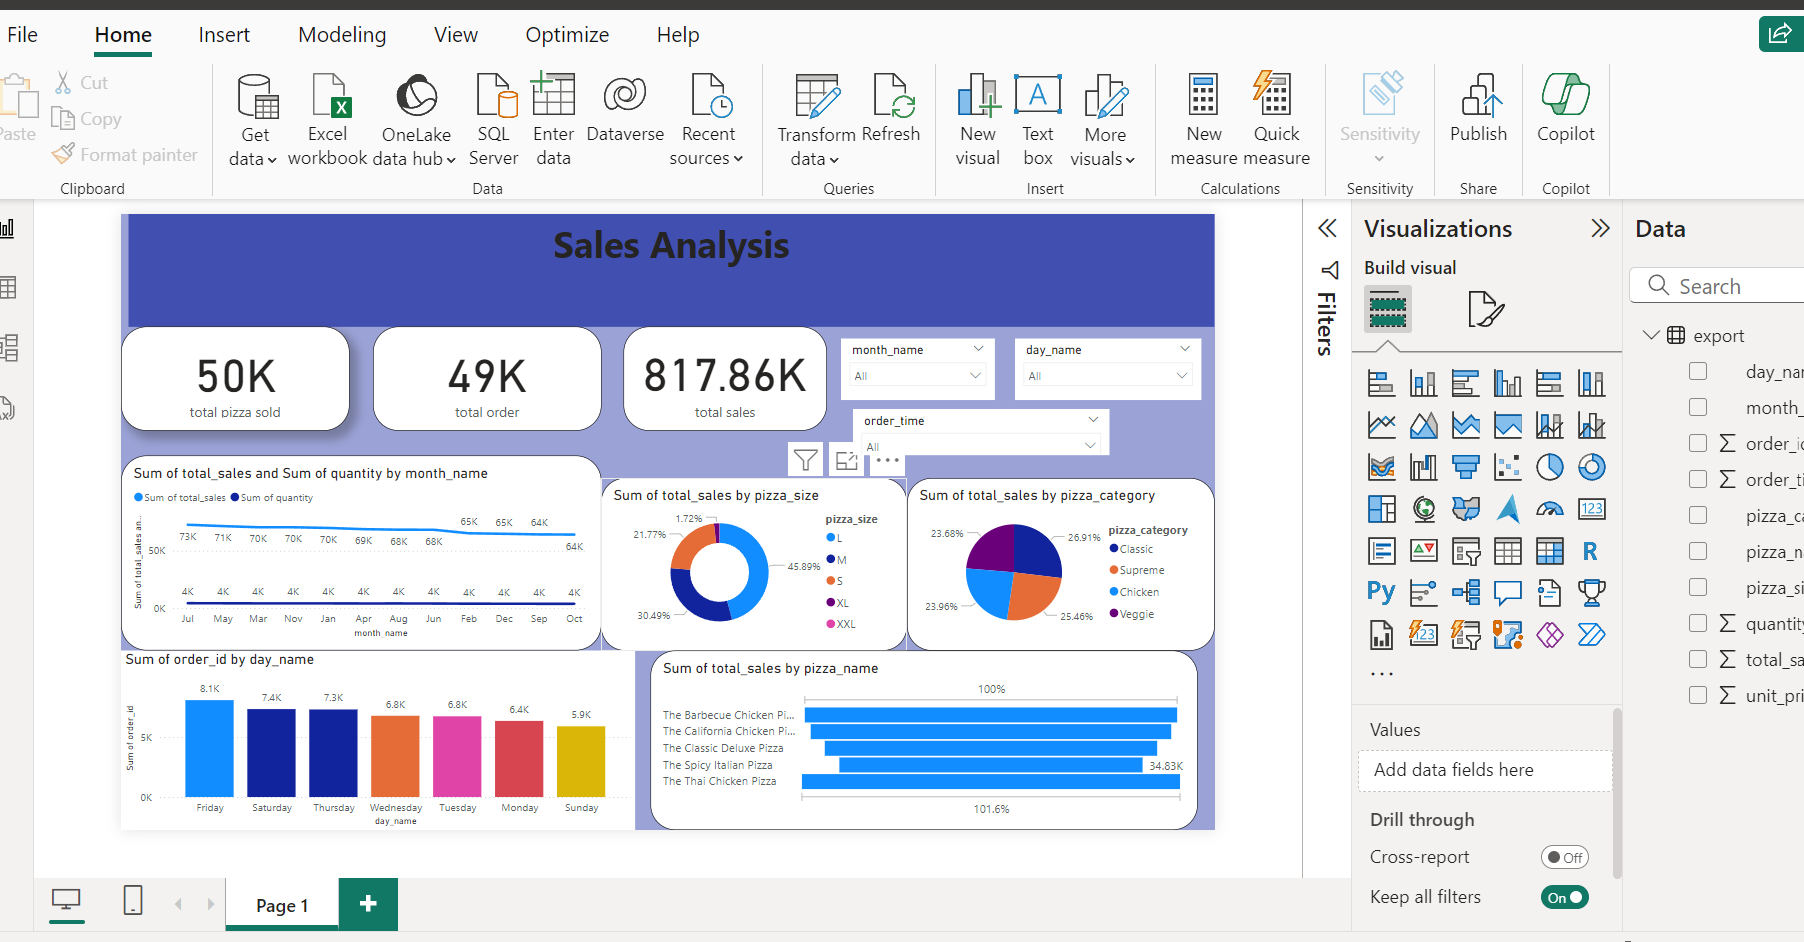 File Home Insert Modeling View Optimize Help
Paste
Cut
Copy
Format painter
Clipboard
Get data
Excel workbook
OneLake data hub
SQL Server
Enter data
Dataverse
Recent sources
Data
Transform data
Refresh
Queries
New visual
Text box
More visuals
Insert
New measure
Quick measure
Calculations
Sensitivity
Sensitivity
Publish
Share
Copilot
Copilot
Sales Analysis
50K
total pizza sold
49K
total order
817.86K
total sales
month_name
All
day_name
All
order_time
All
Sum of total_sales and Sum of quantity by month_name
Sum of total_sales Sum of quantity
Sum of total_sales an...
50K
0K
73K 71K 70K 70K 70K 69K 68K 68K 65K 65K 64K 64K
4K 4K 4K 4K 4K 4K 4K 4K 4K 4K 4K 4K
Jul May Mar Nov Jan Apr Aug Jun Feb Dec Sep Oct
month_name
Sum of total_sales by pizza_size
1.72%
21.77%
45.89%
30.49%
pizza_size
L
M
S
XL
XXL
Sum of total_sales by pizza_category
23.68%
26.91%
23.96%
25.46%
pizza_category
Classic
Supreme
Chicken
Veggie
Sum of order_id by day_name
Sum of order_id
5K
0K
8.1K 7.4K 7.3K 6.8K 6.8K 6.4K 5.9K
Friday Saturday Thursday Wednesday Tuesday Monday Sunday
day_name
Sum of total_sales by pizza_name
100%
The Barbecue Chicken Pi...
The California Chicken Pi...
The Classic Deluxe Pizza
The Spicy Italian Pizza 34.83K
The Thai Chicken Pizza
101.6%
Page 1
Filters
Visualizations
Build visual
123
R
Py
123
Values
Add data fields here
Drill through
Cross-report Off
Keep all filters On
Data
Search
export
day_nar
month_
order_id
order_ti
pizza_ca
pizza_n
pizza_si
quantity
total_sa
unit_pri